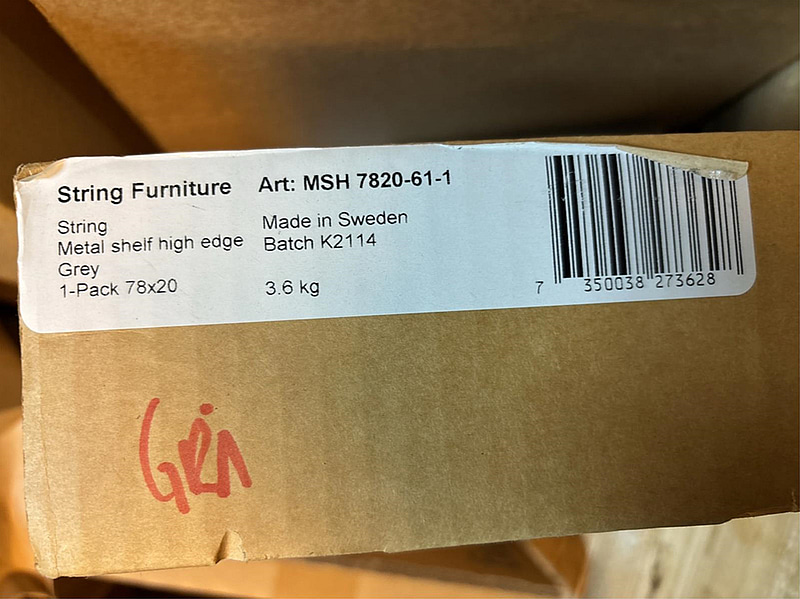 String Furniture Art: MSH 7820-61-1
String
Metal shelf high edge
Grey
1-Pack 78x20
Made in Sweden
Batch K2114
3.6 kg
7 350038 273628